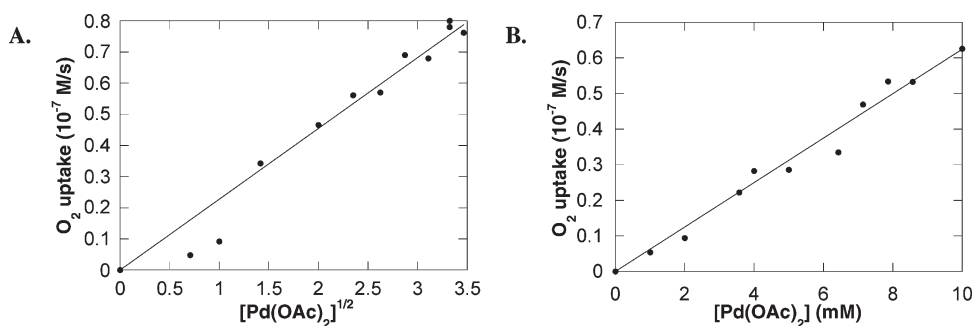 A.
O₂ uptake (10⁻⁷ M/s)
0.8
0.7
0.6
0.5
0.4
0.3
0.2
0.1
0
0 0.5 1 1.5 2 2.5 3 3.5
[Pd(OAc)₂]¹/²
B.
O₂ uptake (10⁻⁷ M/s)
0.7
0.6
0.5
0.4
0.3
0.2
0.1
0
0 2 4 6 8 10
[Pd(OAc)₂] (mM)